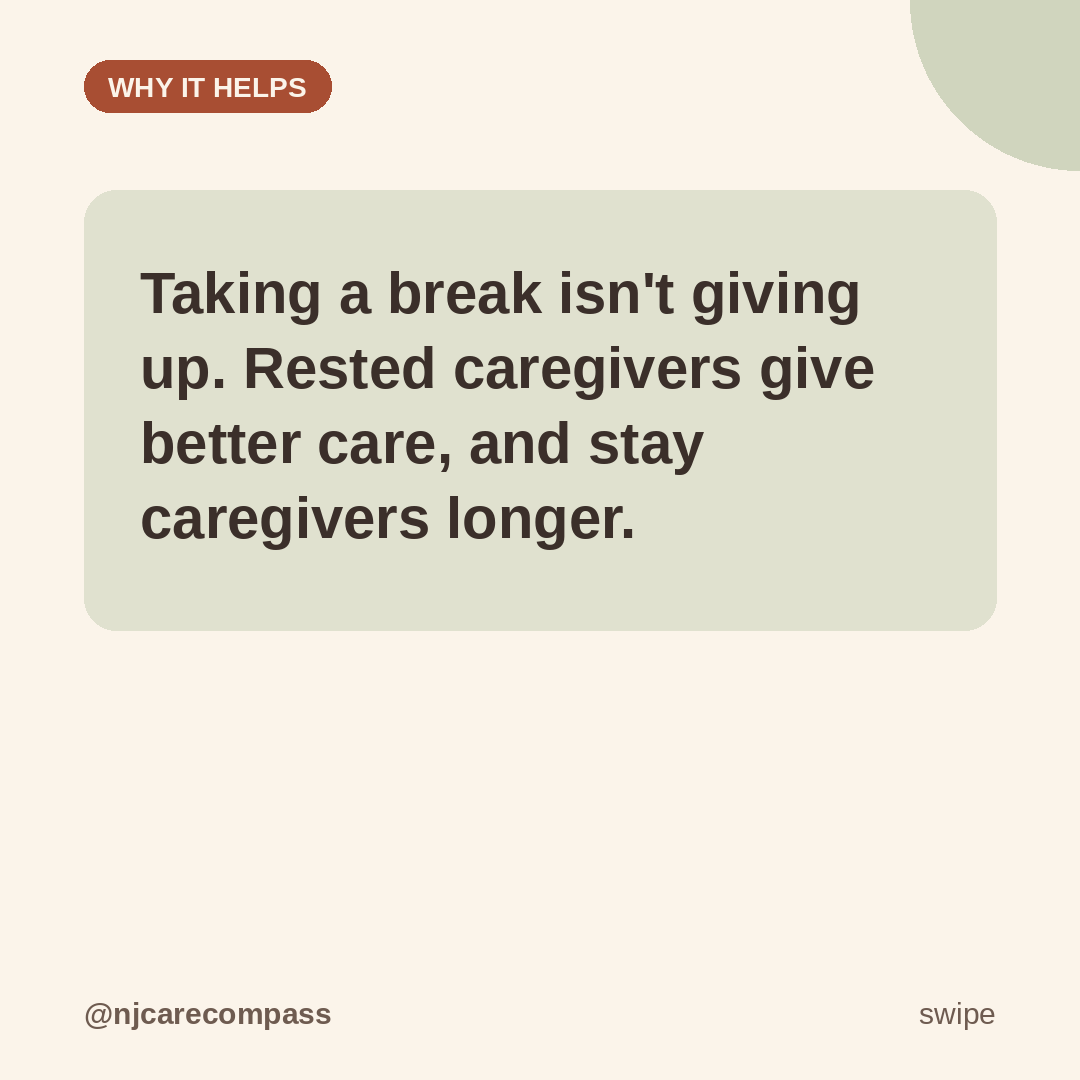 WHY IT HELPS
Taking a break isn't giving
up. Rested caregivers give
better care, and stay
caregivers longer.
@njcarecompass
swipe